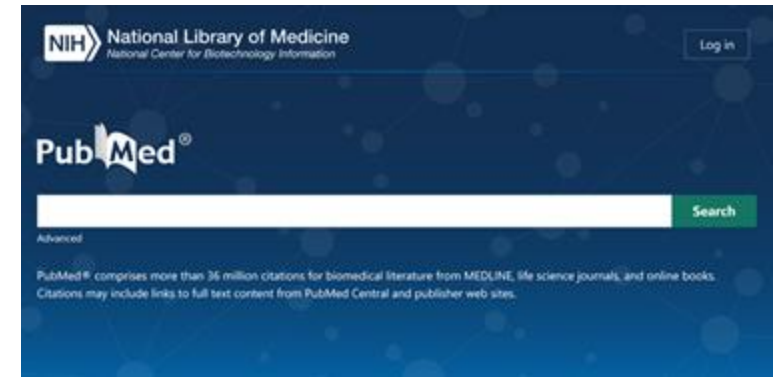 NIH National Library of Medicine
National Center for Biotechnology Information
Log in
PubMed®
Search
Advanced
PubMed® comprises more than 36 million citations for biomedical literature from MEDLINE, life science journals, and online books.
Citations may include links to full text content from PubMed Central and publisher web sites.